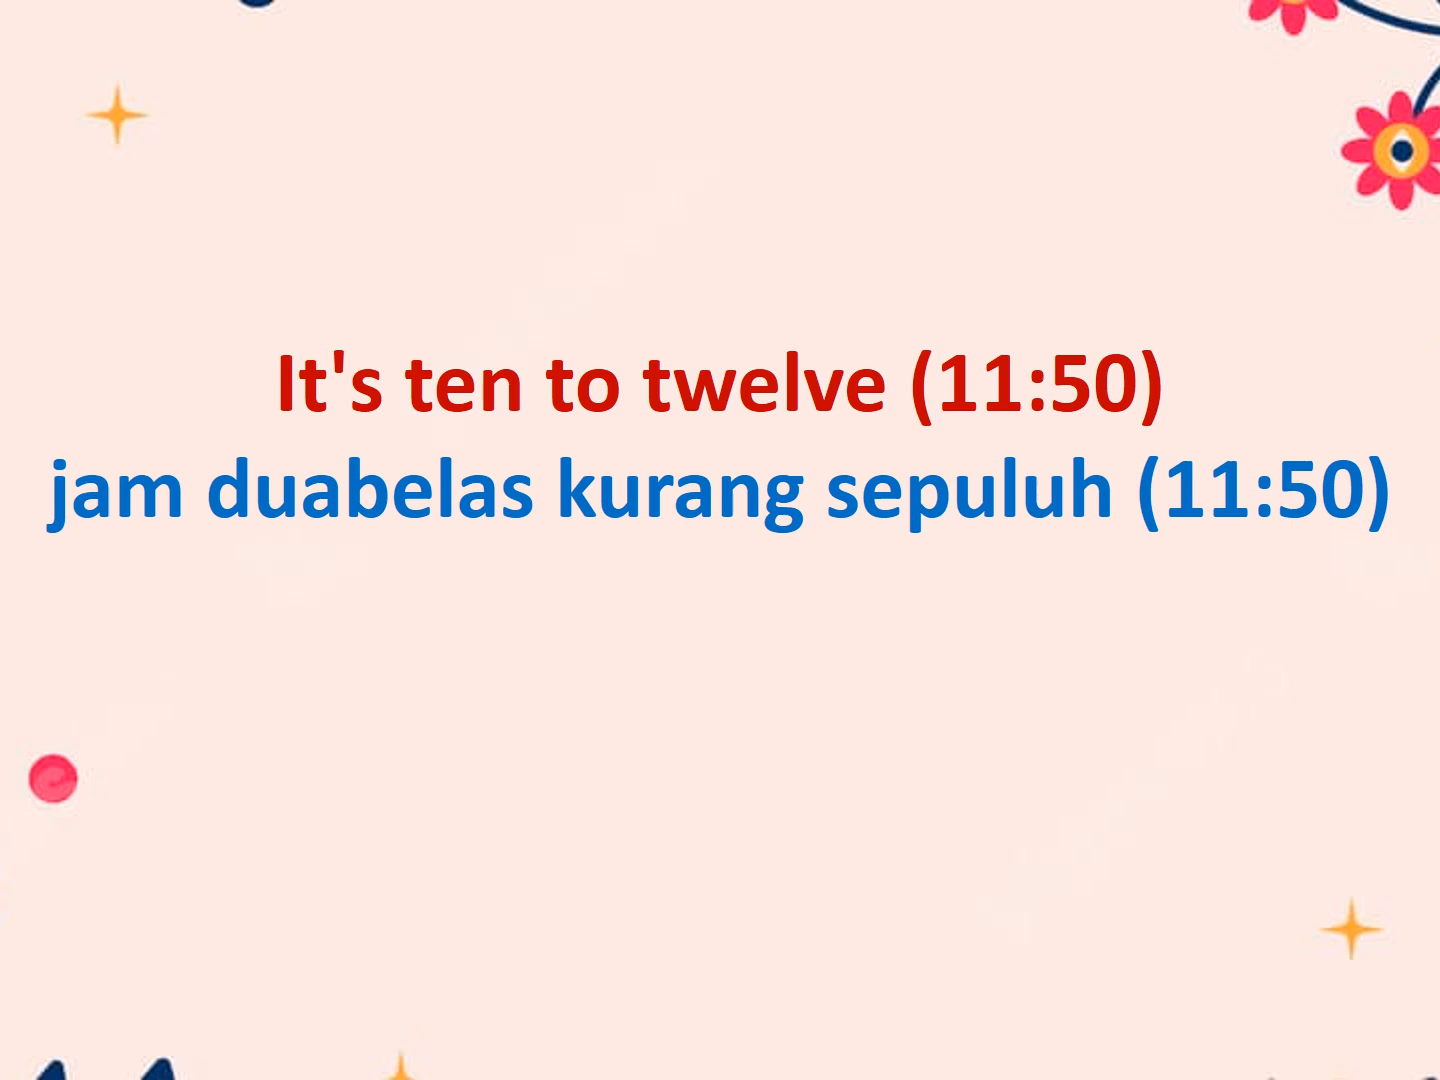 It's ten to twelve (11:50)
jam duabelas kurang sepuluh (11:50)